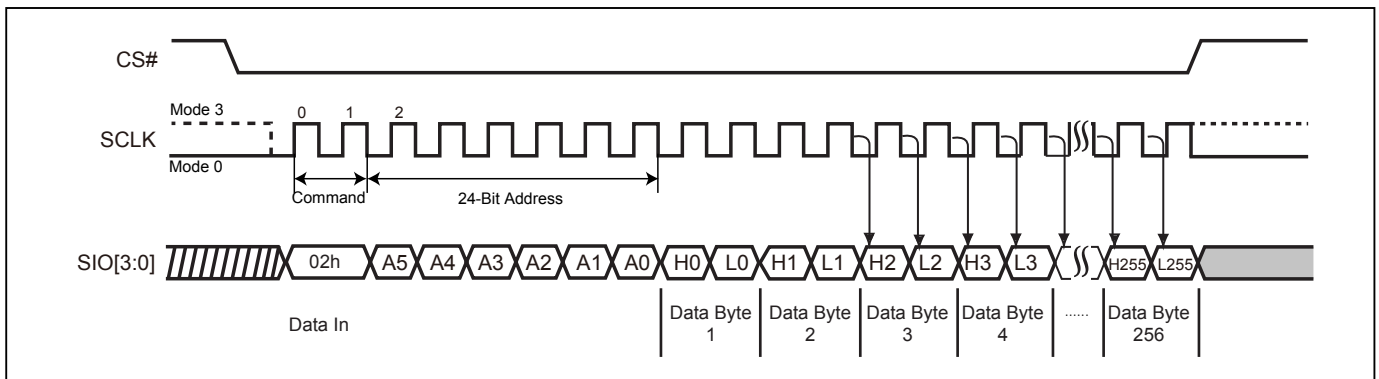 CS#
Mode 3
0 1 2
SCLK
Mode 0
Command
24-Bit Address
SIO[3:0]
02h A5 A4 A3 A2 A1 A0 H0 L0 H1 L1 H2 L2 H3 L3 H255 L255
Data In
Data Byte 1
Data Byte 2
Data Byte 3
Data Byte 4
......
Data Byte 256